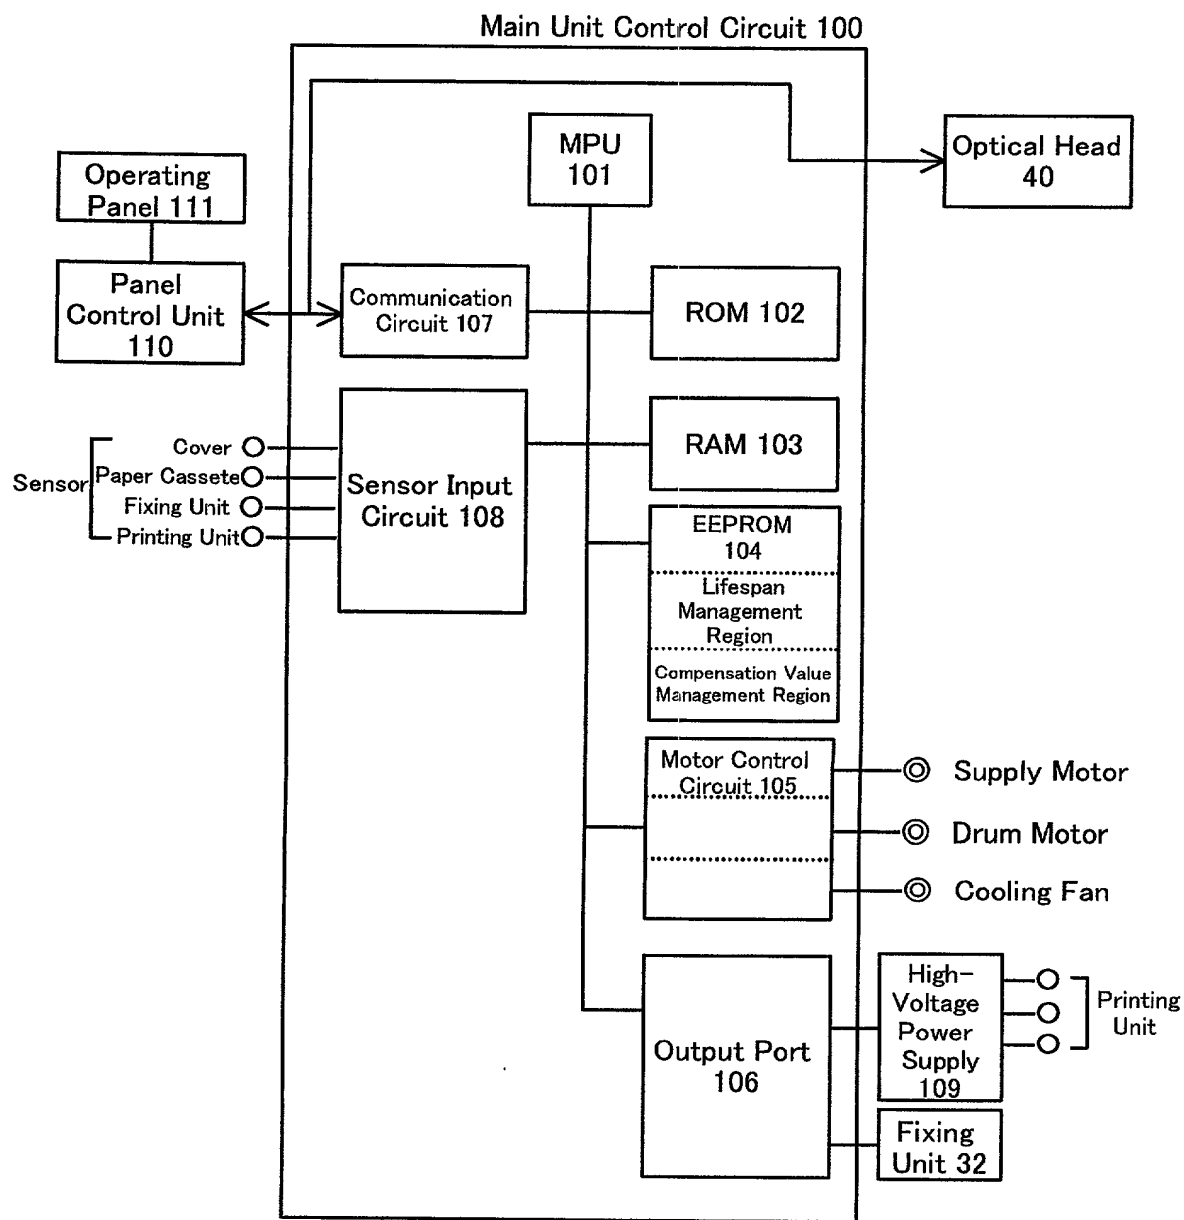 Main Unit Control Circuit 100
MPU
101
Optical Head
40
Operating
Panel 111
Panel
Control Unit
110
Communication
Circuit 107
ROM 102
Sensor
Cover
Paper Cassete
Fixing Unit
Printing Unit
Sensor Input
Circuit 108
RAM 103
EEPROM
104
Lifespan
Management
Region
Compensation Value
Management Region
Motor Control
Circuit 105
Supply Motor
Drum Motor
Cooling Fan
Output Port
106
High-
Voltage
Power
Supply
109
Printing
Unit
Fixing
Unit 32